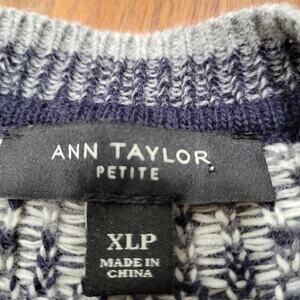 ANN TAYLOR
PETITE
XLP
MADE IN
CHINA